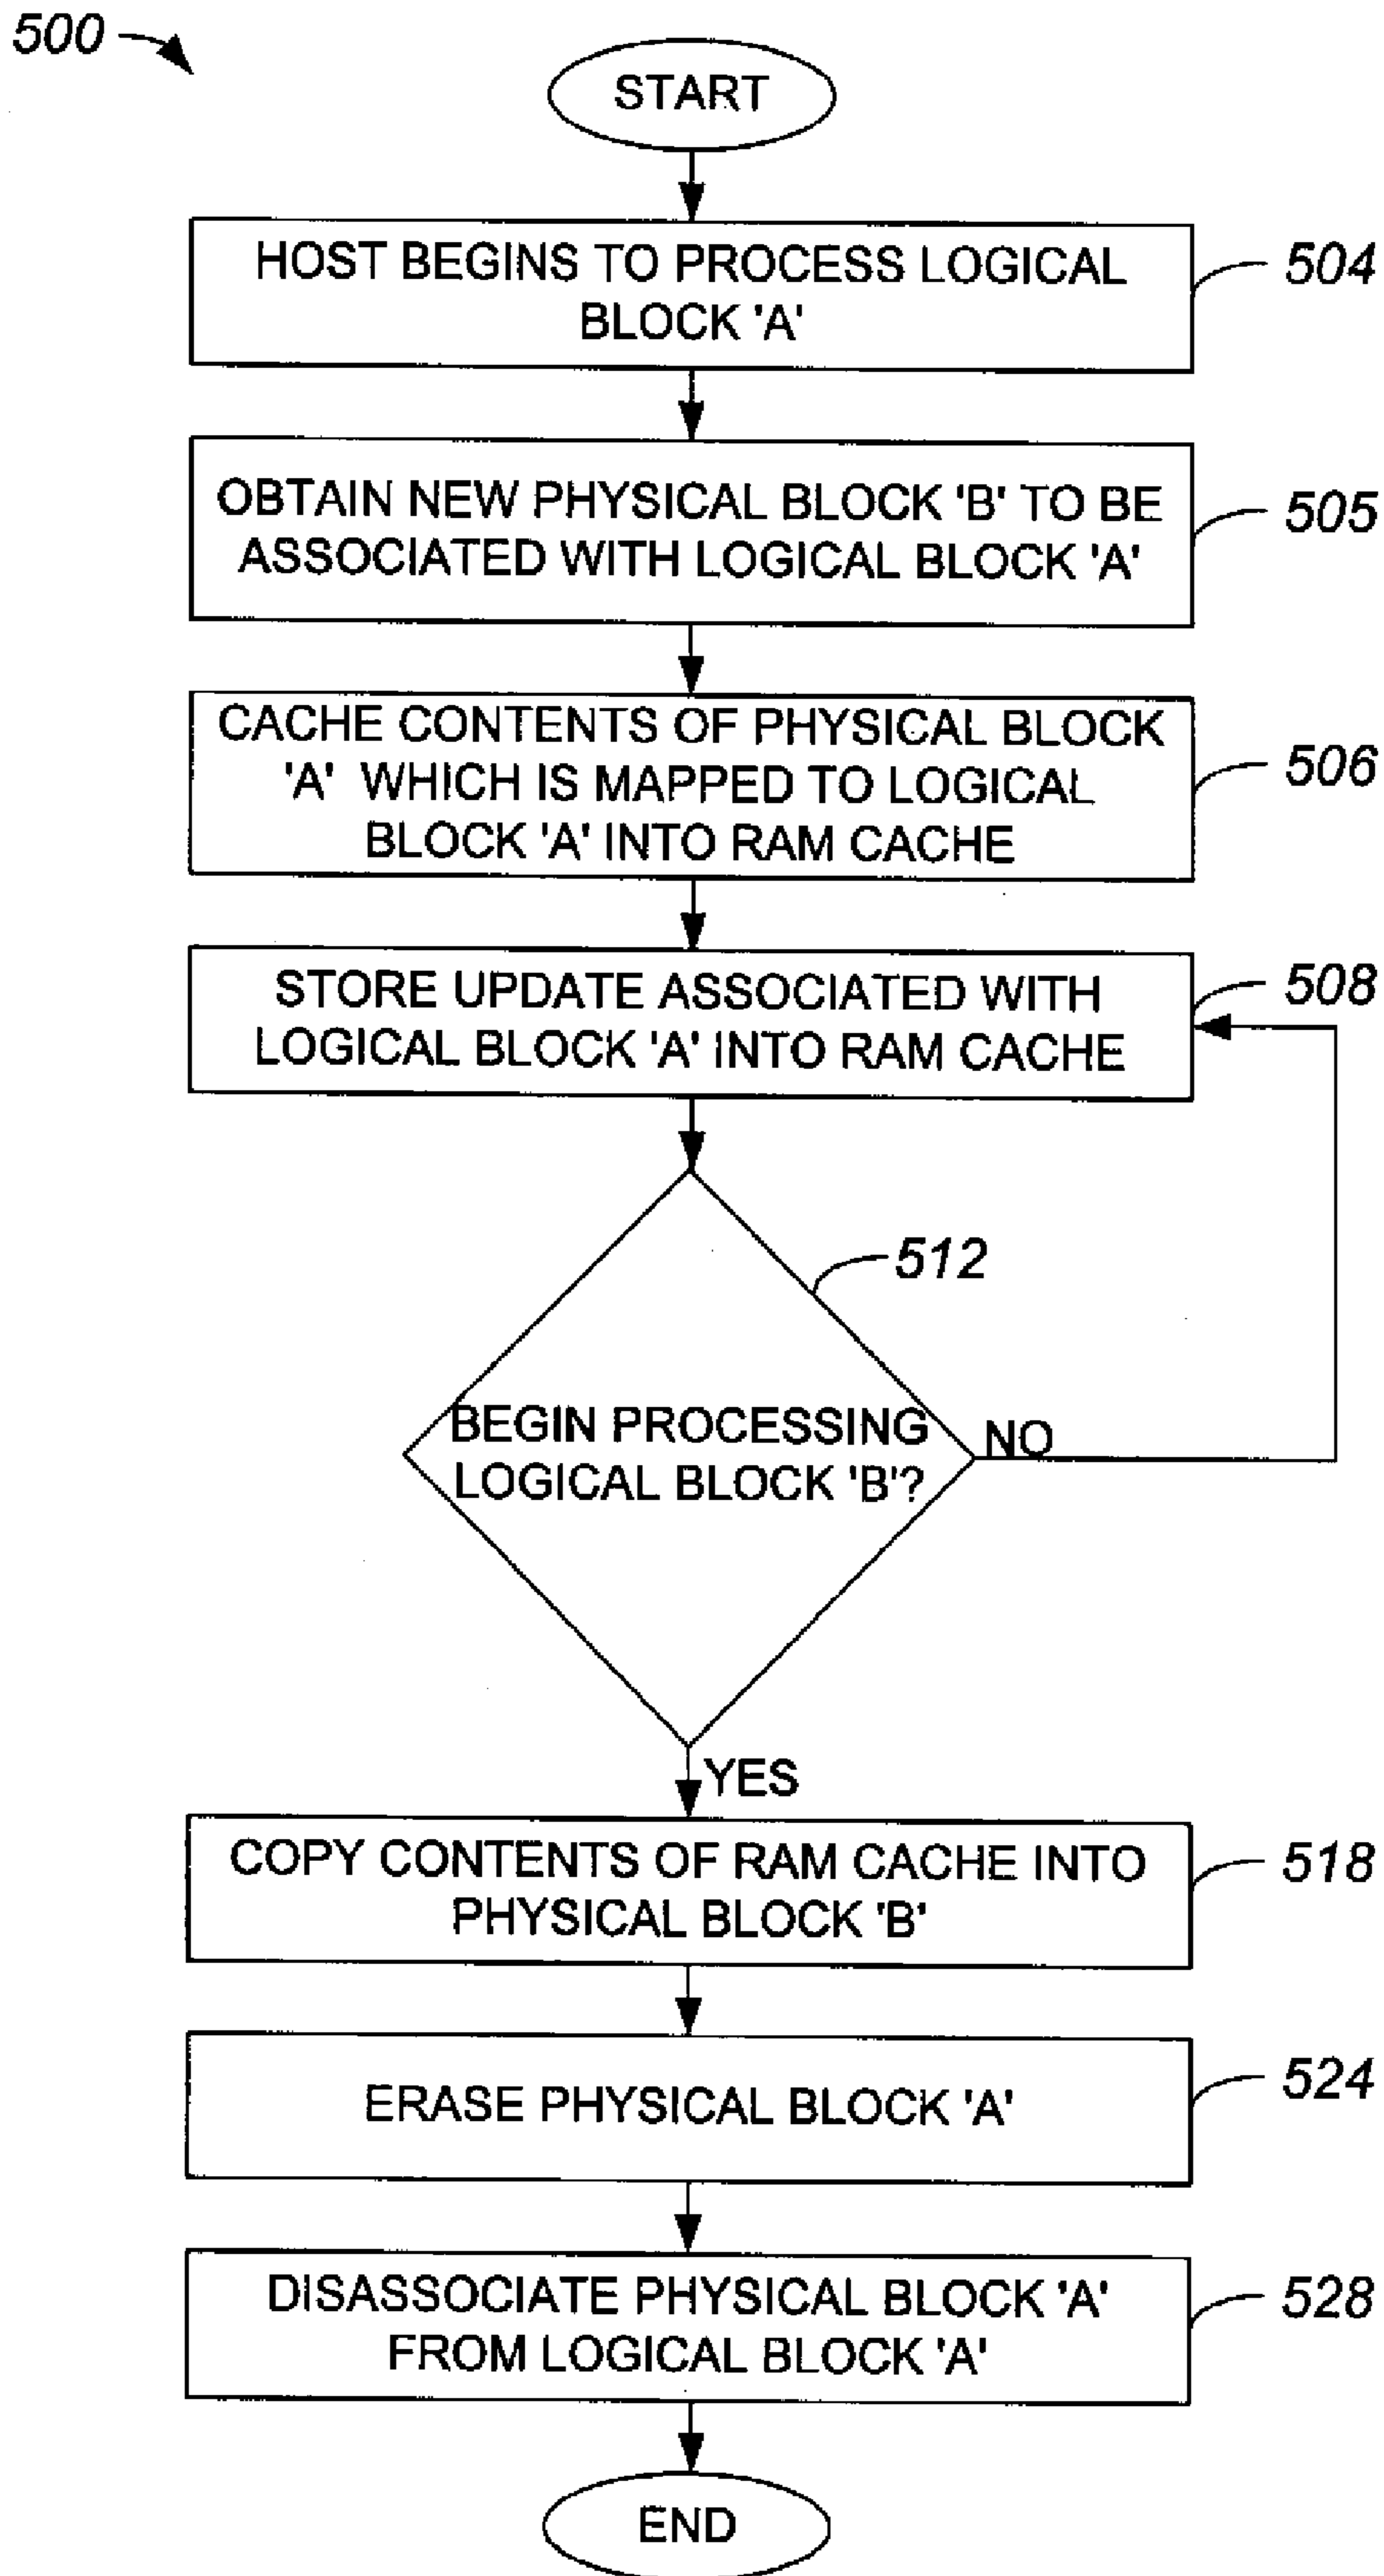 500
START
HOST BEGINS TO PROCESS LOGICAL
BLOCK 'A'
504
OBTAIN NEW PHYSICAL BLOCK 'B' TO BE
ASSOCIATED WITH LOGICAL BLOCK 'A'
505
CACHE CONTENTS OF PHYSICAL BLOCK
'A' WHICH IS MAPPED TO LOGICAL
BLOCK 'A' INTO RAM CACHE
506
STORE UPDATE ASSOCIATED WITH
LOGICAL BLOCK 'A' INTO RAM CACHE
508
512
BEGIN PROCESSING
LOGICAL BLOCK 'B'?
NO
YES
COPY CONTENTS OF RAM CACHE INTO
PHYSICAL BLOCK 'B'
518
ERASE PHYSICAL BLOCK 'A'
524
DISASSOCIATE PHYSICAL BLOCK 'A'
FROM LOGICAL BLOCK 'A'
528
END